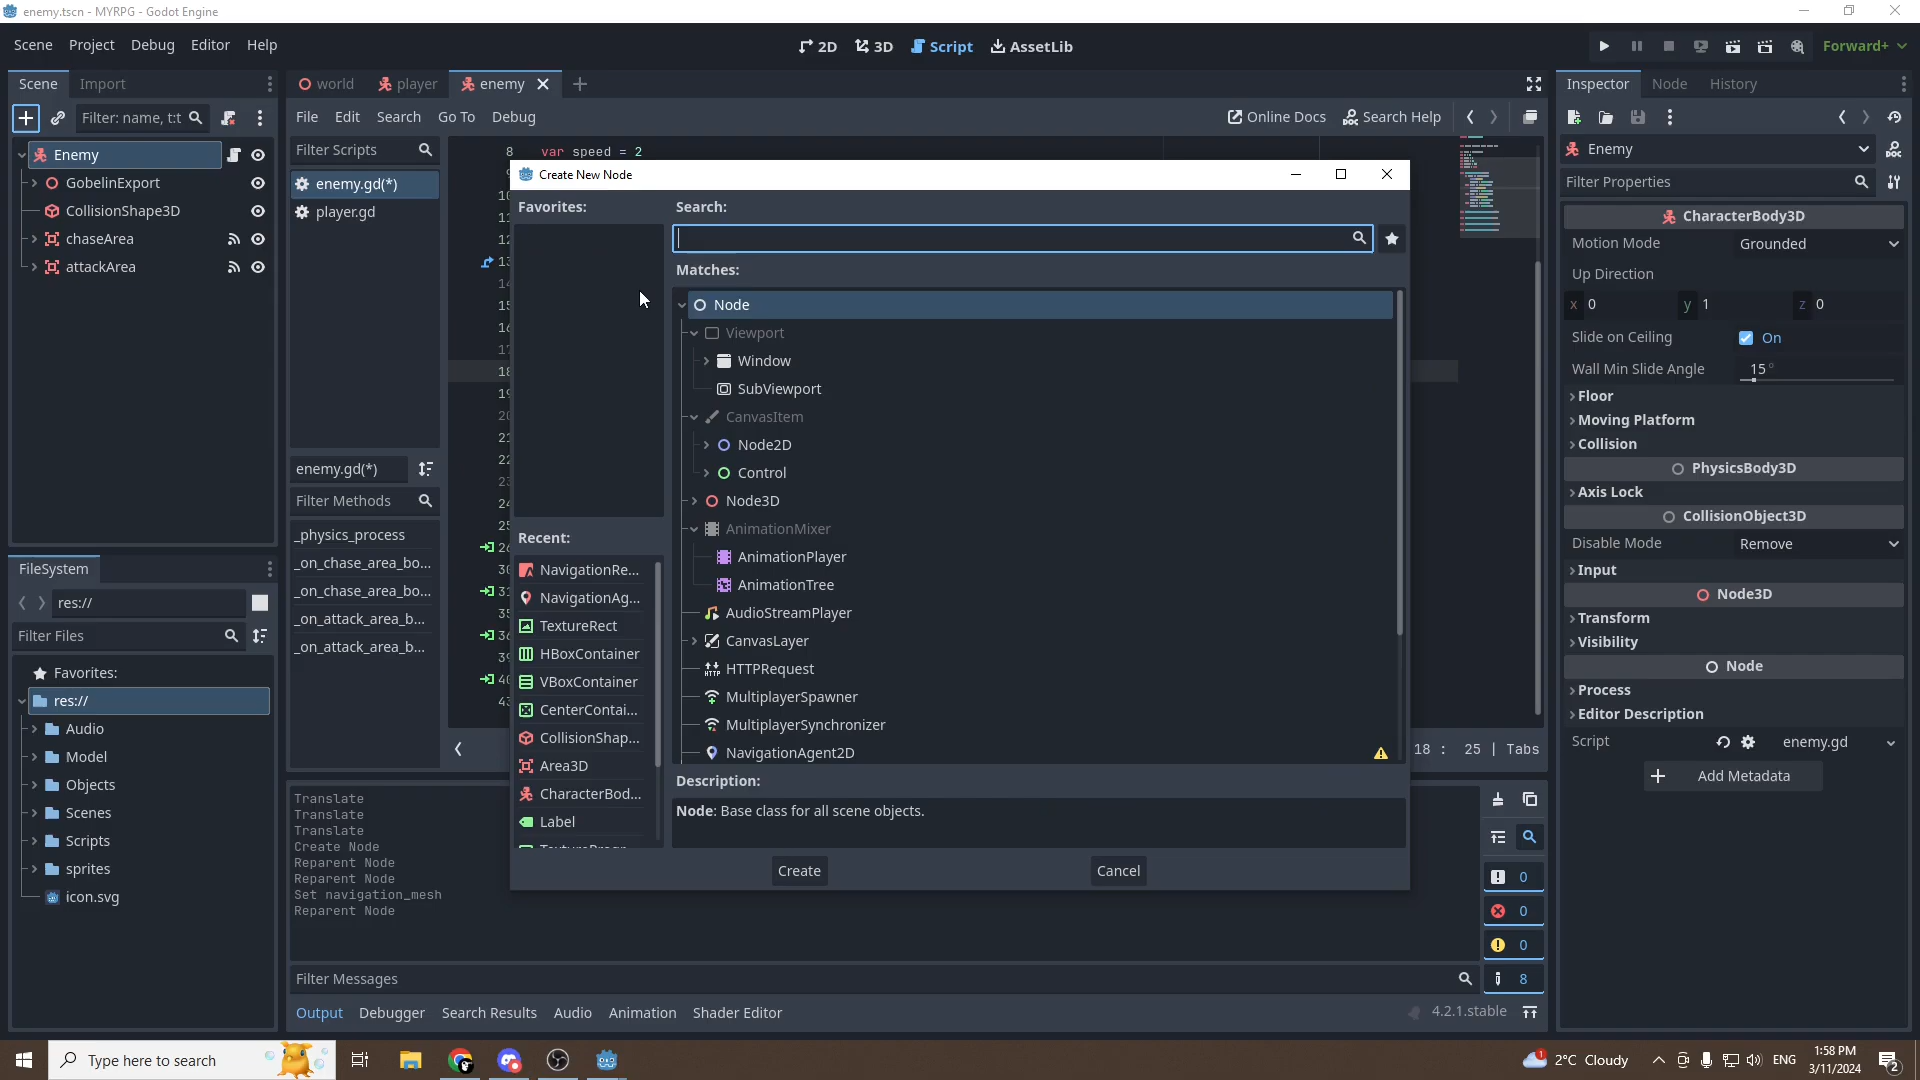 enemy.tscn - MYRPG - Godot Engine
Scene Project Debug Editor Help
2D 3D Script AssetLib
Forward+
Scene Import
world player enemy
Inspector Node History
Filter: name, t:t
File Edit Search Go To Debug
Online Docs Search Help
Enemy
GobelinExport
CollisionShape3D
chaseArea
attackArea
Filter Scripts
enemy.gd(*)
player.gd
enemy.gd(*)
Filter Methods
_physics_process
_on_chase_area_bo...
_on_chase_area_bo...
_on_attack_area_b...
_on_attack_area_b...
8 var speed = 2
Create New Node
Favorites:
Search:
Matches:
Node
Viewport
Window
SubViewport
CanvasItem
Node2D
Control
Node3D
AnimationMixer
AnimationPlayer
AnimationTree
AudioStreamPlayer
CanvasLayer
HTTPRequest
MultiplayerSpawner
MultiplayerSynchronizer
NavigationAgent2D
Recent:
NavigationRe...
NavigationAg...
TextureRect
HBoxContainer
VBoxContainer
CenterContai...
CollisionShap...
Area3D
CharacterBod...
Label
Description:
Node: Base class for all scene objects.
Create Cancel
18 : 25 | Tabs
FileSystem
res://
Filter Files
Favorites:
res://
Audio
Model
Objects
Scenes
Scripts
sprites
icon.svg
Translate
Translate
Translate
Create Node
Reparent Node
Reparent Node
Set navigation_mesh
Reparent Node
0
0
0
8
Filter Messages
Output Debugger Search Results Audio Animation Shader Editor
4.2.1.stable
Enemy
Filter Properties
CharacterBody3D
Motion Mode Grounded
Up Direction
x 0 y 1 z 0
Slide on Ceiling On
Wall Min Slide Angle 15 °
Floor
Moving Platform
Collision
PhysicsBody3D
Axis Lock
CollisionObject3D
Disable Mode Remove
Input
Node3D
Transform
Visibility
Node
Process
Editor Description
Script enemy.gd
Add Metadata
Type here to search
2°C Cloudy
ENG
1:58 PM
3/11/2024
2